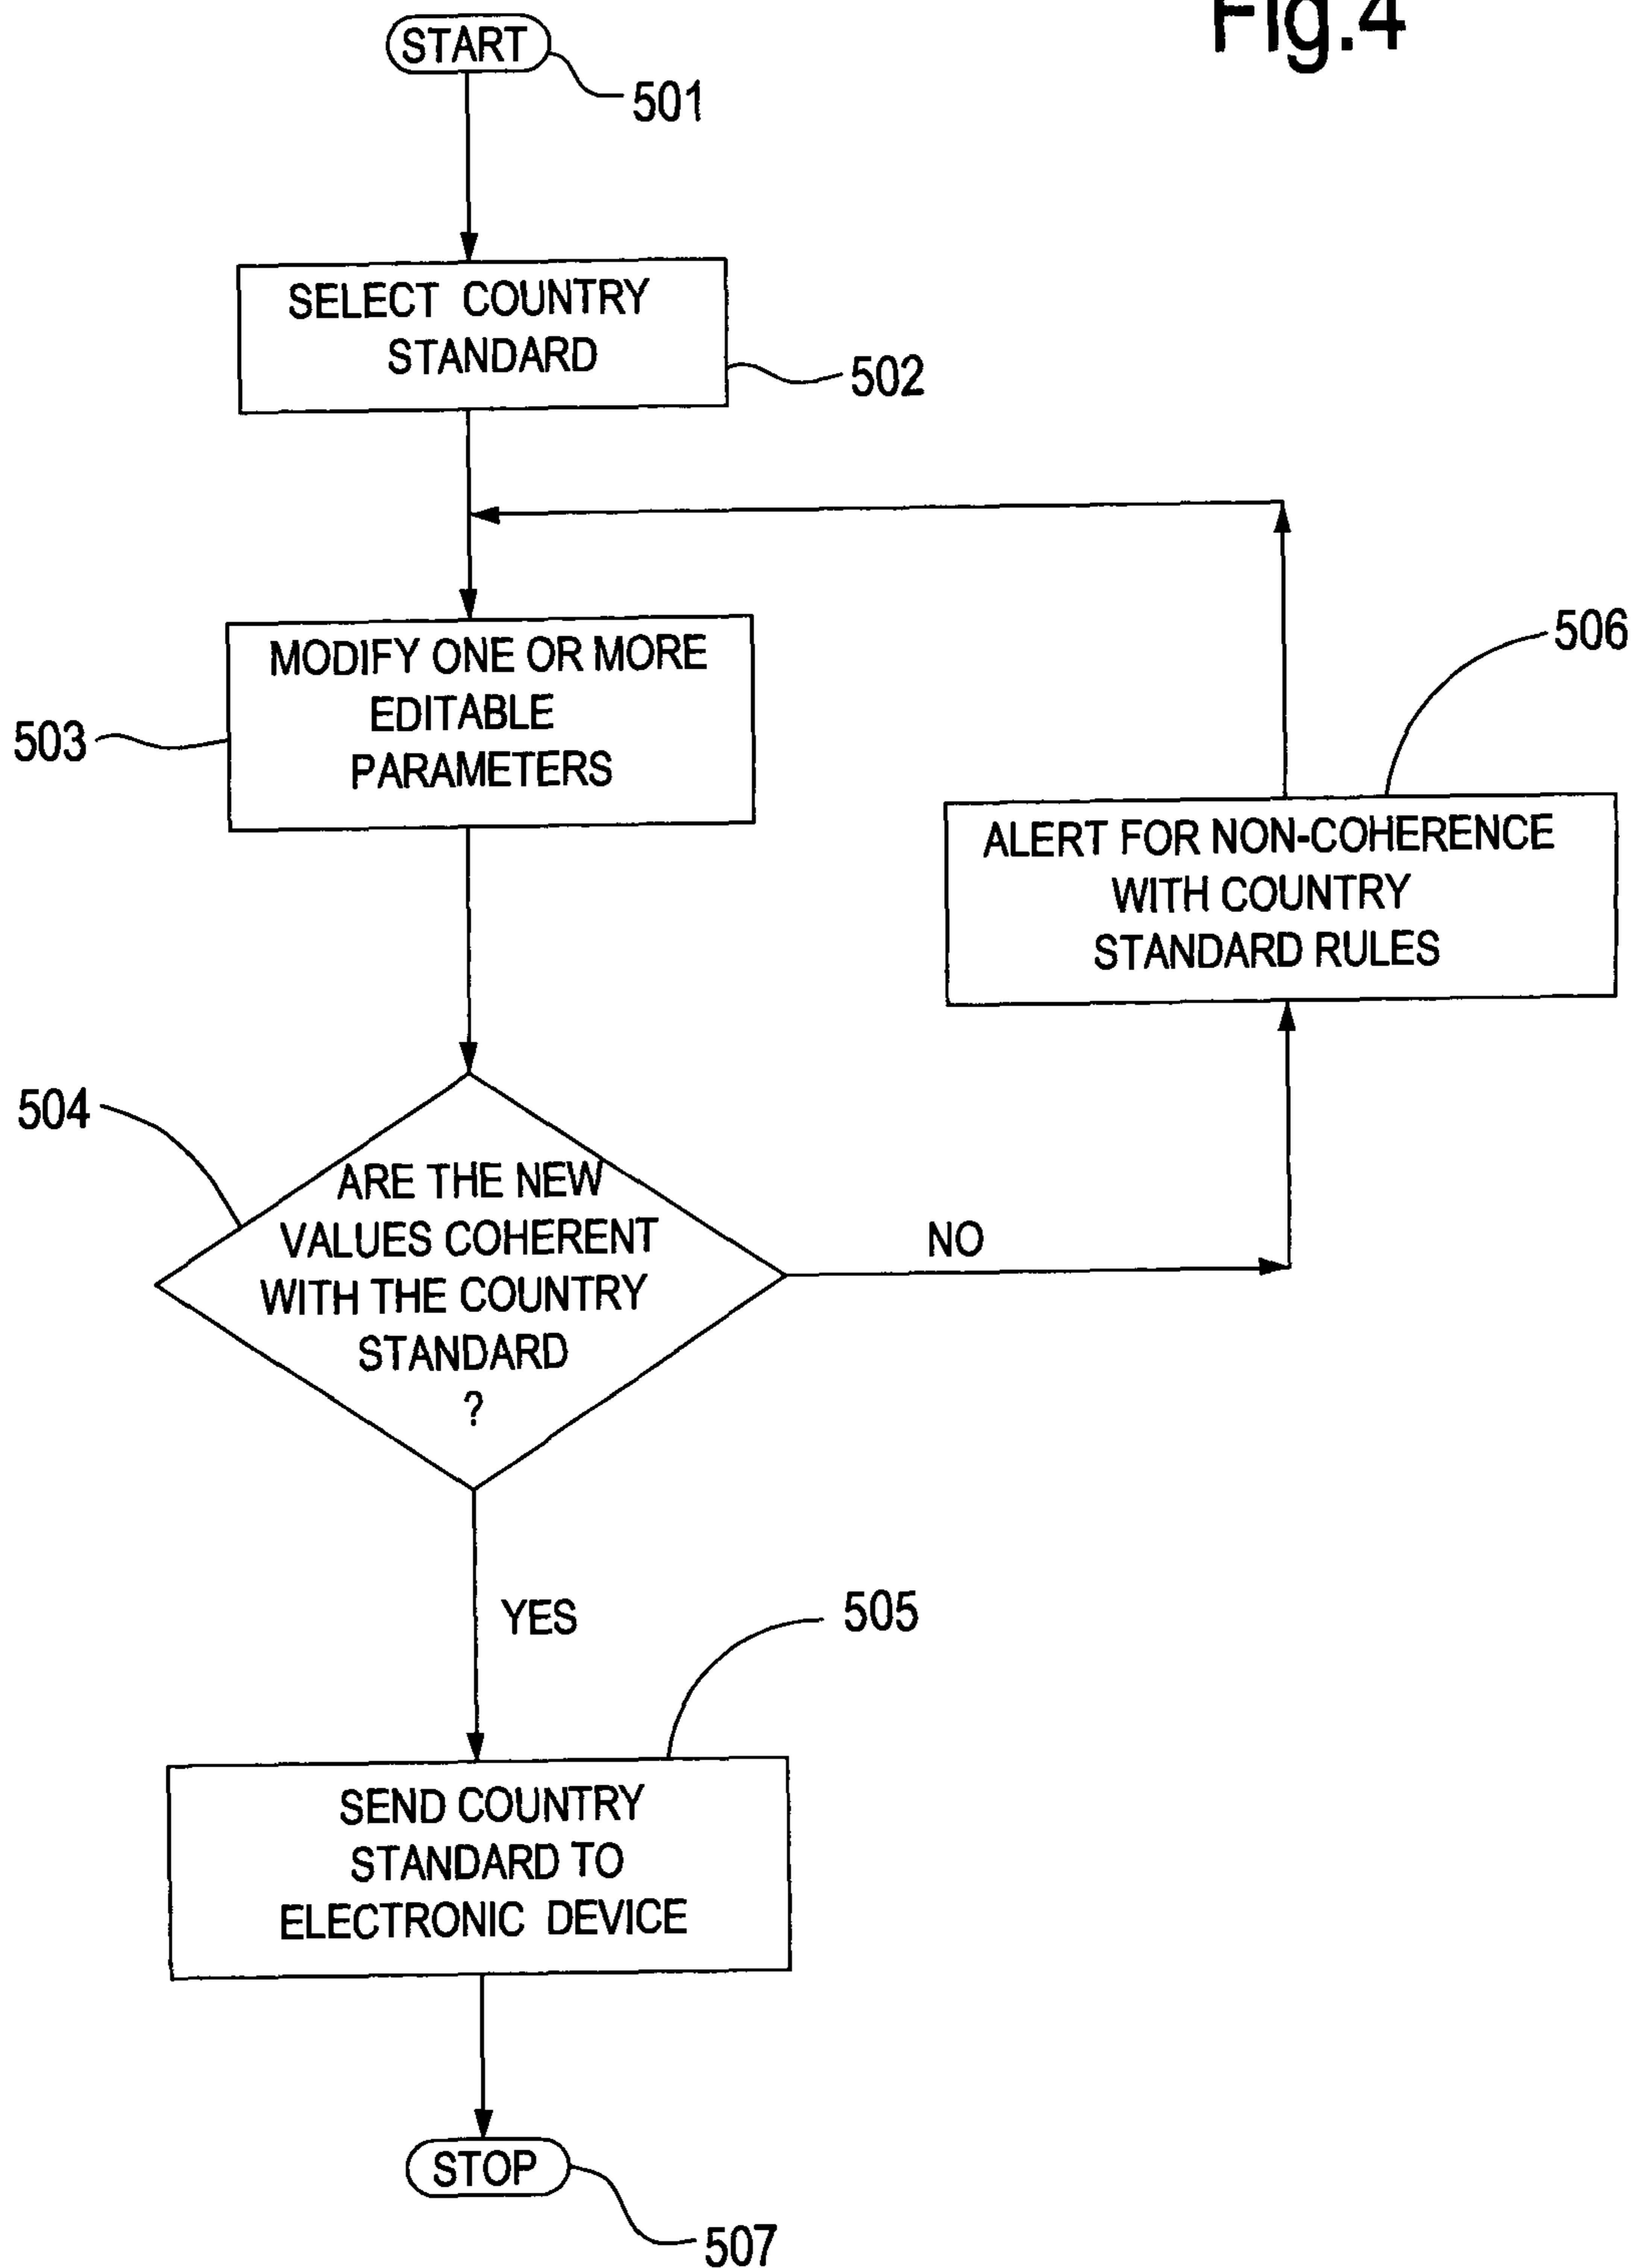 Fig.4
START
501
SELECT COUNTRY
STANDARD
502
MODIFY ONE OR MORE
EDITABLE
PARAMETERS
503
506
ALERT FOR NON-COHERENCE
WITH COUNTRY
STANDARD RULES
504
ARE THE NEW
VALUES COHERENT
WITH THE COUNTRY
STANDARD
?
NO
YES
505
SEND COUNTRY
STANDARD TO
ELECTRONIC DEVICE
STOP
507